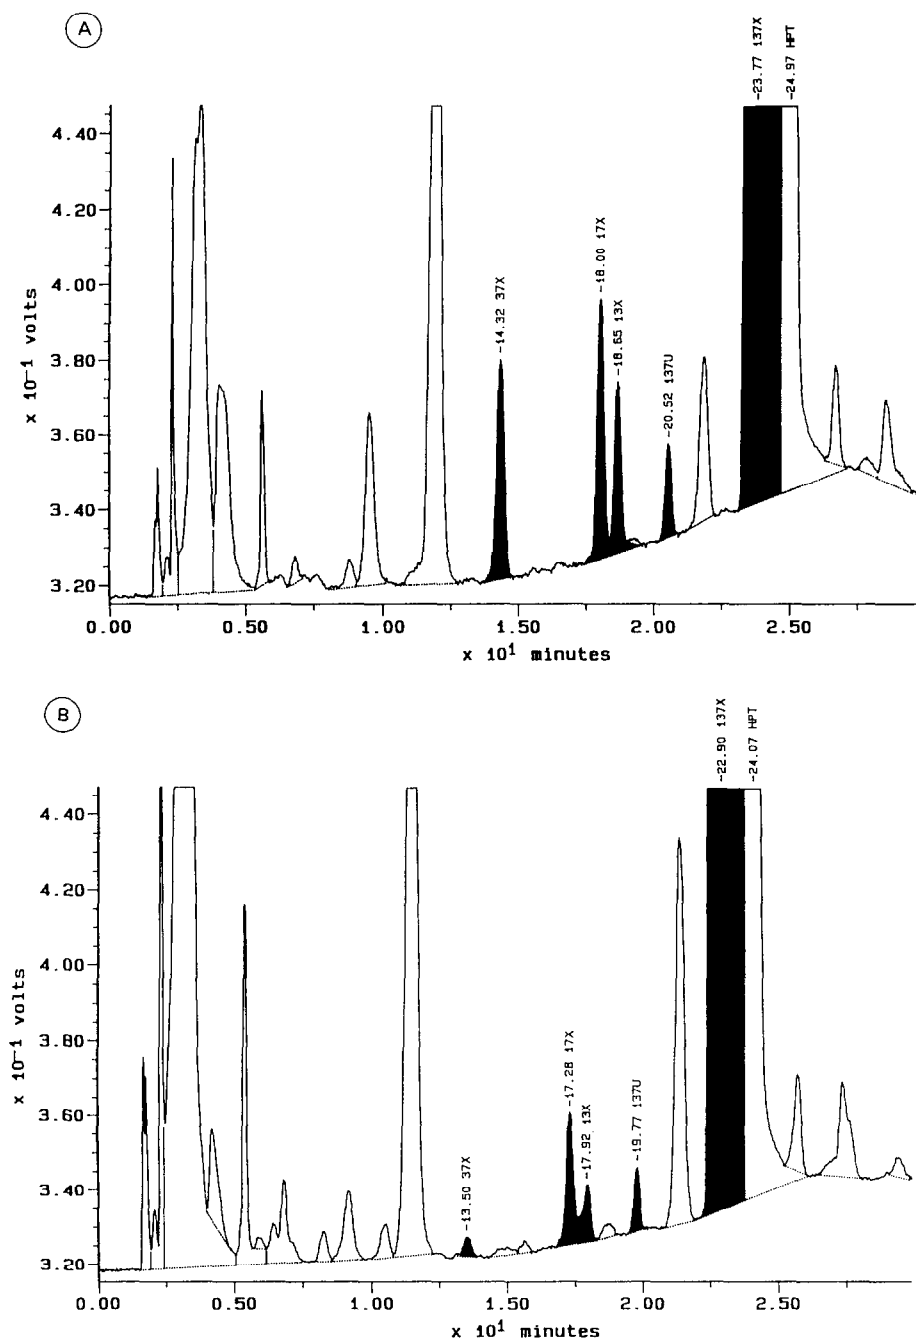 A
-14.32 37X
-18.00 17X
-18.65 13X
-20.52 137U
-23.77 137X
-24.97 HPT
4.40
4.20
4.00
3.80
3.60
3.40
3.20
x 10-1 volts
0.00 0.50 1.00 1.50 2.00 2.50
x 10¹ minutes
B
-13.50 37X
-17.28 17X
-17.92 13X
-19.77 137U
-22.90 137X
-24.07 HPT
4.40
4.20
4.00
3.80
3.60
3.40
3.20
x 10-1 volts
0.00 0.50 1.00 1.50 2.00 2.50
x 10¹ minutes